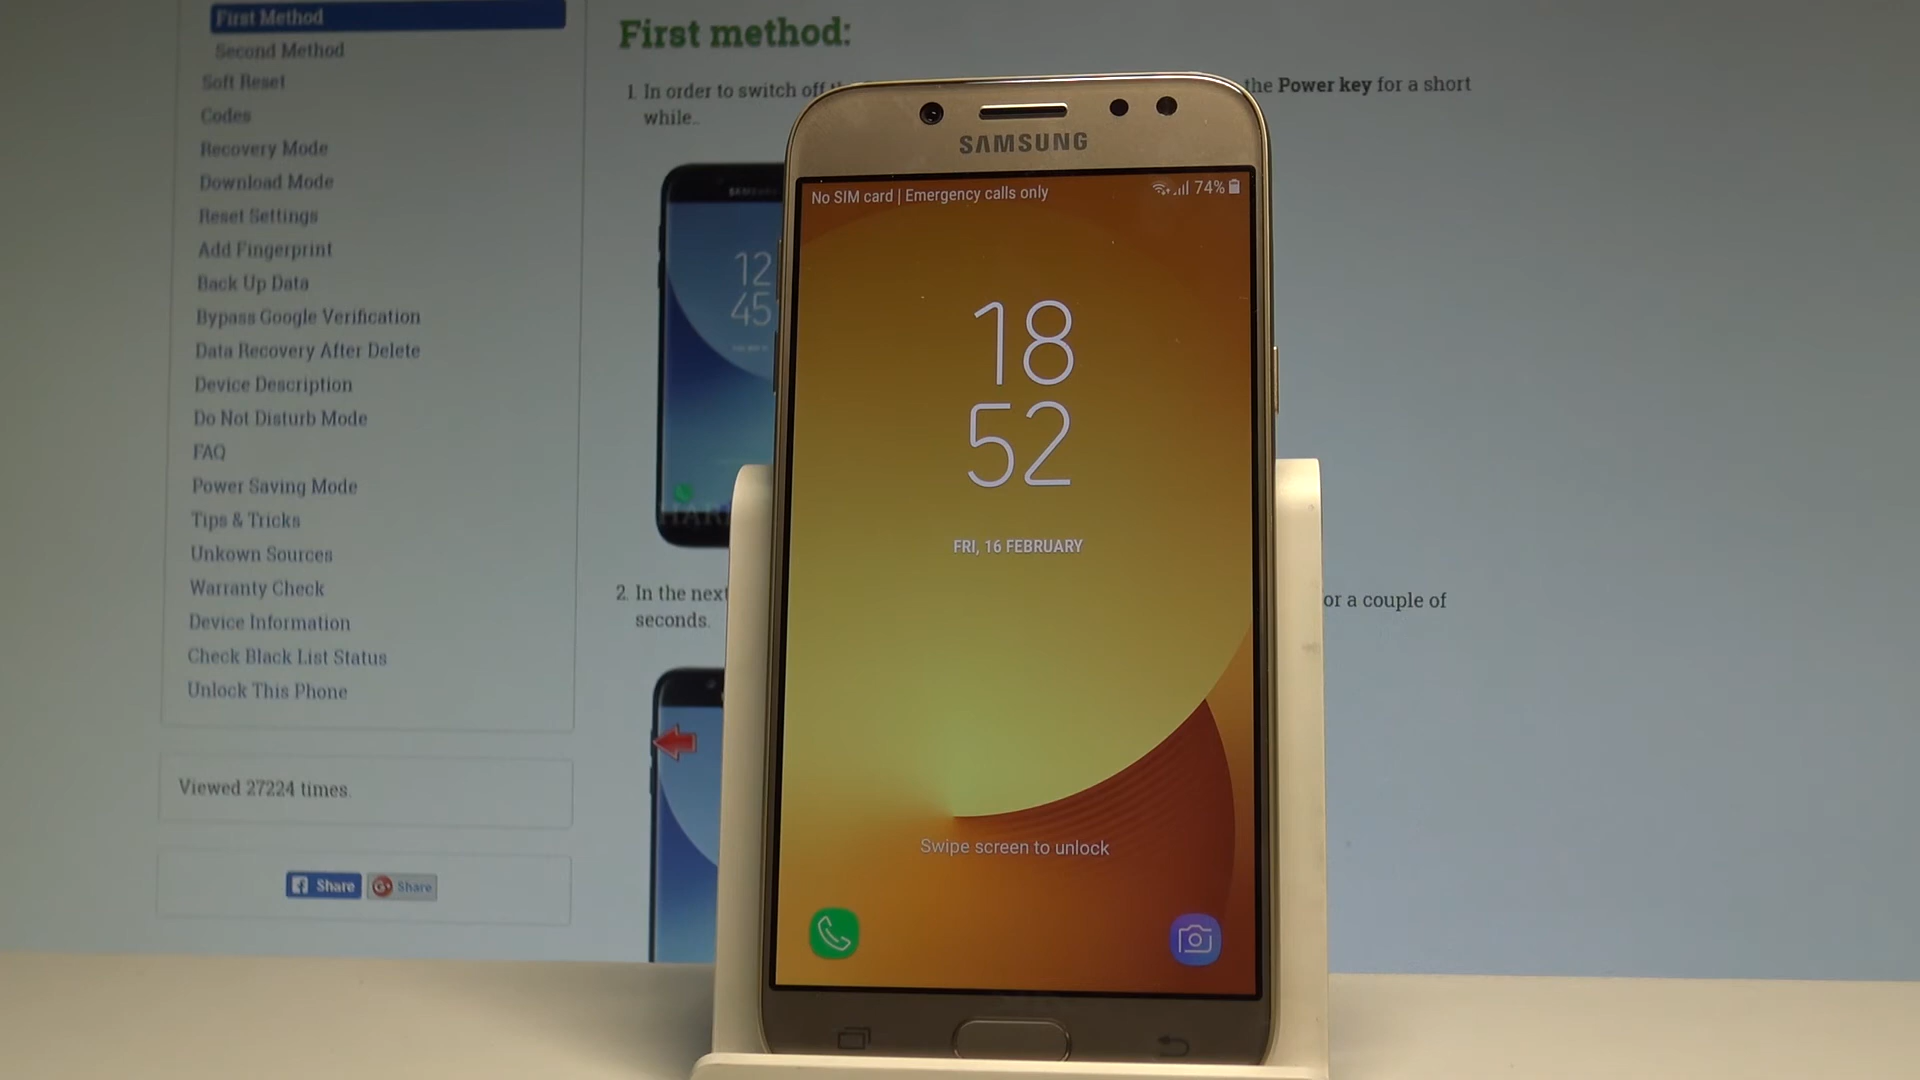 First Method
Second Method
Soft Reset
Codes
Recovery Mode
Download Mode
Reset Settings
Add Fingerprint
Back Up Data
Bypass Google Verification
Data Recovery After Delete
Device Description
Do Not Disturb Mode
FAQ
Power Saving Mode
Tips & Tricks
Unkown Sources
Warranty Check
Device Information
Check Black List Status
Unlock This Phone
Viewed 27224 times.
Share
Share
First method:
1. In order to switch off the Power key for a short
while..
12
45
2. In the next or a couple of
seconds.
SAMSUNG
No SIM card | Emergency calls only
74%
18
52
FRI, 16 FEBRUARY
Swipe screen to unlock